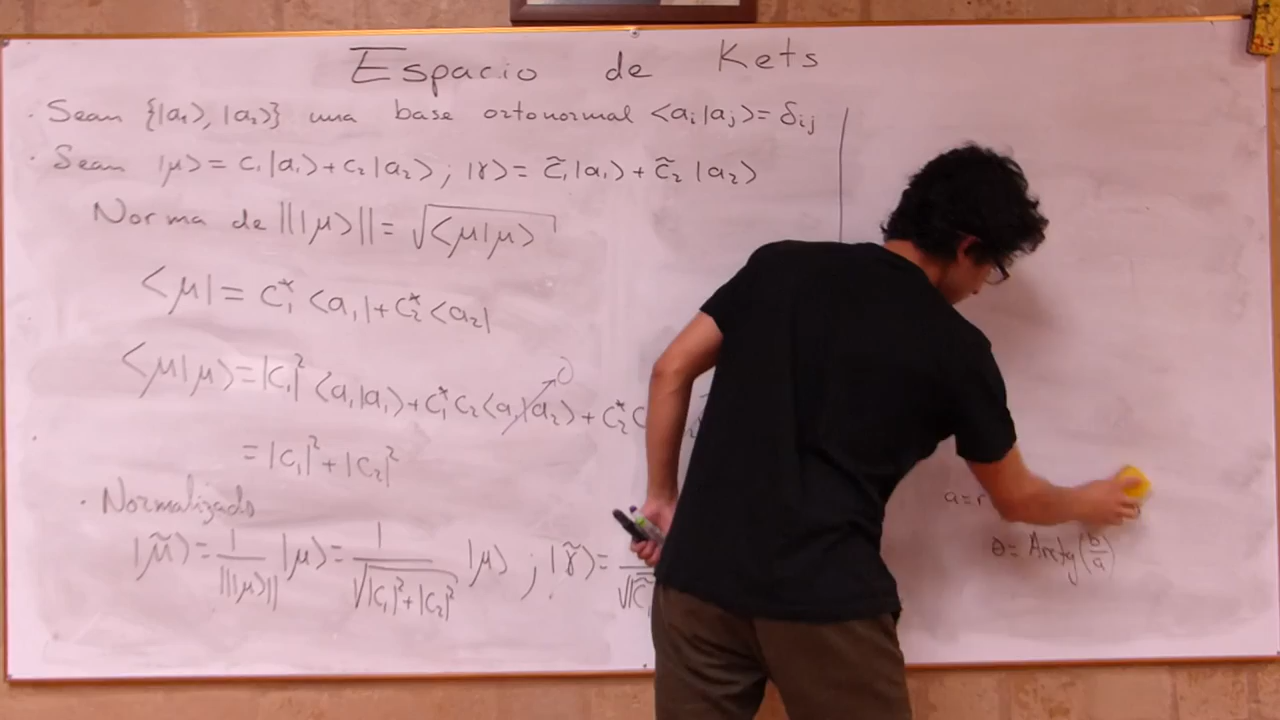 Espacio de Kets
· Sean {|a₁⟩, |a₂⟩} una base ortonormal <aᵢ|aⱼ⟩= δᵢⱼ
· Sean |μ⟩= c₁|a₁⟩+c₂|a₂⟩; |γ⟩= c̃₁|a₁⟩+ c̃₂|a₂⟩
Norma de |||μ⟩||= √<μ|μ⟩
<μ|= c₁* <a₁|+c₂* <a₂|
<μ|μ⟩=|c₁|² <a₁|a₁⟩+c₁* c₂<a₁|a₂⟩ 0 + c₂* c
= |c₁|²+|c₂|²
· Normalizado
|μ̃⟩= 1/|||μ⟩|| |μ⟩= 1/√|c₁|²+|c₂|² |μ⟩ ; |γ̃⟩=
a=r
θ= Arctg(b/a)